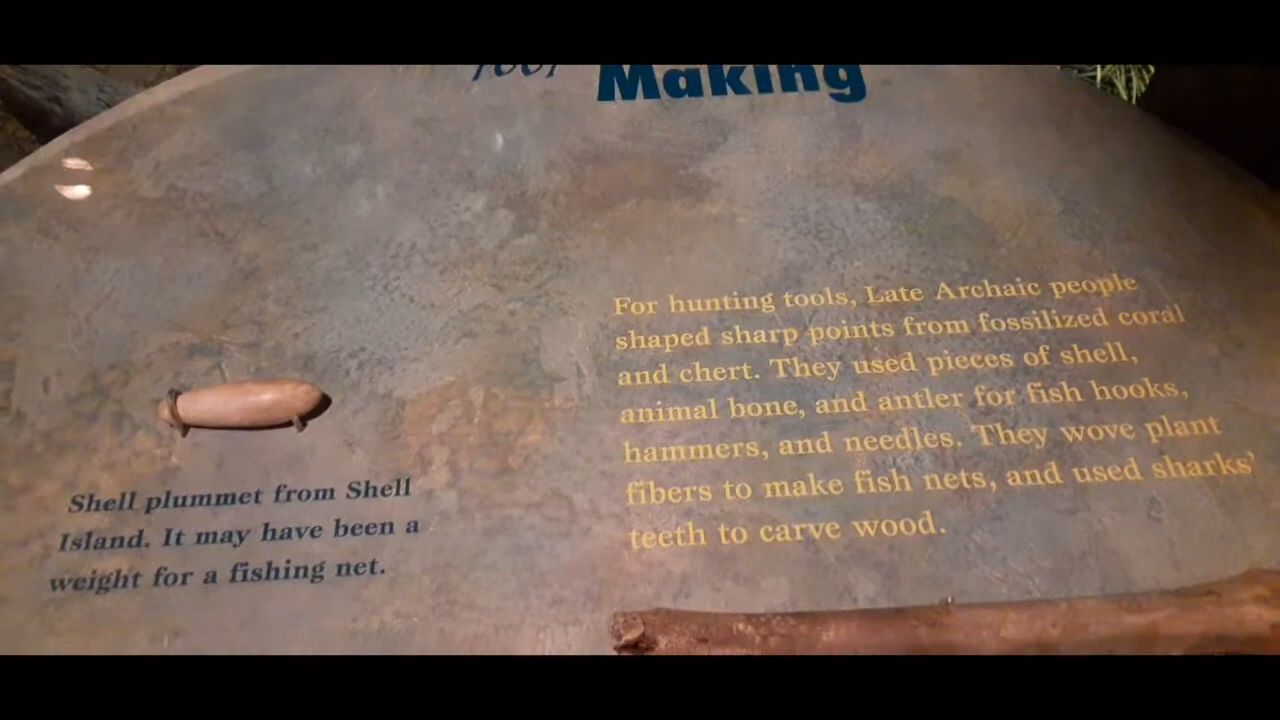 Tool Making
For hunting tools, Late Archaic people
shaped sharp points from fossilized coral
and chert. They used pieces of shell,
animal bone, and antler for fish hooks,
hammers, and needles. They wove plant
fibers to make fish nets, and used sharks'
teeth to carve wood.
Shell plummet from Shell
Island. It may have been a
weight for a fishing net.